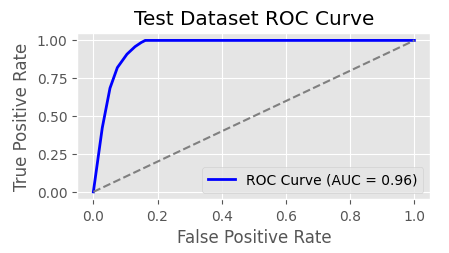 Test Dataset ROC Curve
True Positive Rate
1.00
0.75
0.50
0.25
0.00
ROC Curve (AUC = 0.96)
0.0 0.2 0.4 0.6 0.8 1.0
False Positive Rate